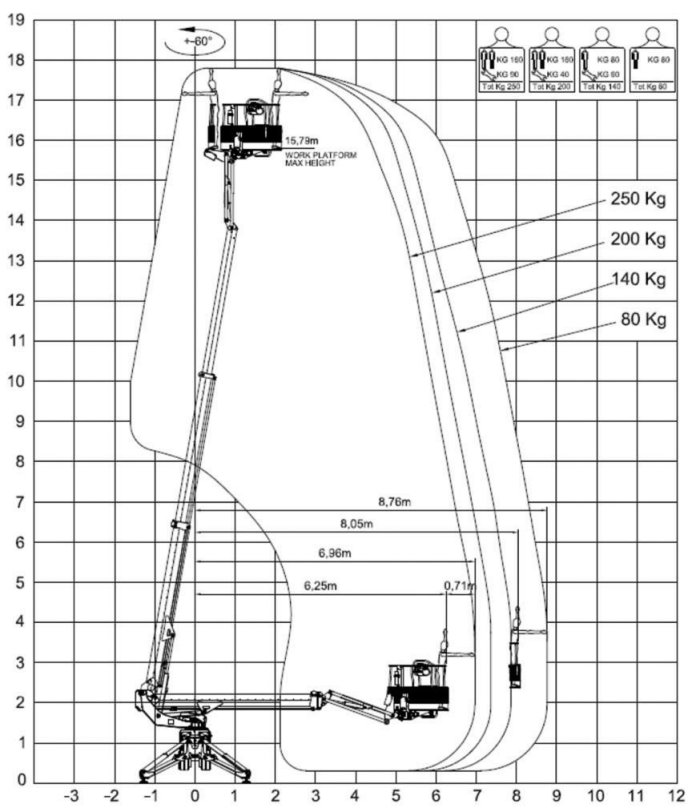 19
18
17
16
15
14
13
12
11
10
9
8
7
6
5
4
3
2
1
0
+-60°
KG 160
KG 90
Tot Kg 250
KG 160
KG 40
Tot Kg 200
KG 80
KG 60
Tot Kg 140
KG 80
Tot Kg 80
15,79m
WORK PLATFORM
MAX HEIGHT
250 Kg
200 Kg
140 Kg
80 Kg
8,76m
8,05m
6,96m
6,25m
0,71m
-3 -2 -1 0 1 2 3 4 5 6 7 8 9 10 11 12